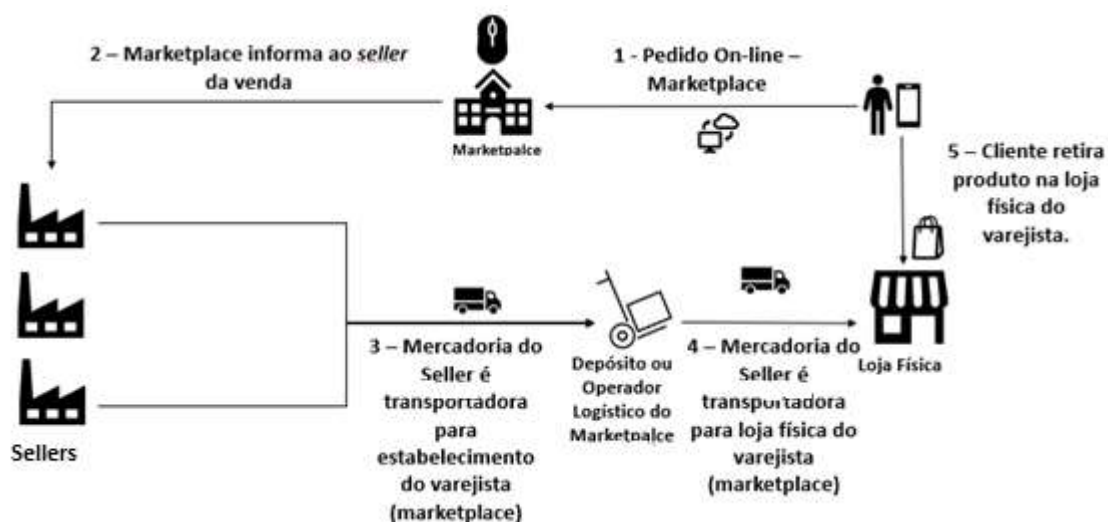 2 – Marketplace informa ao seller
da venda
1 - Pedido On-line –
Marketplace
Marketpalce
5 – Cliente retira
produto na loja
física do
varejista.
3 – Mercadoria do
Seller é
transportadora
para
estabelecimento
do varejista
(marketplace)
Depósito ou
Operador
Logístico do
Marketpalce
4 – Mercadoria do
Seller é
transportadora
para loja física do
varejista
(marketplace)
Loja Física
Sellers